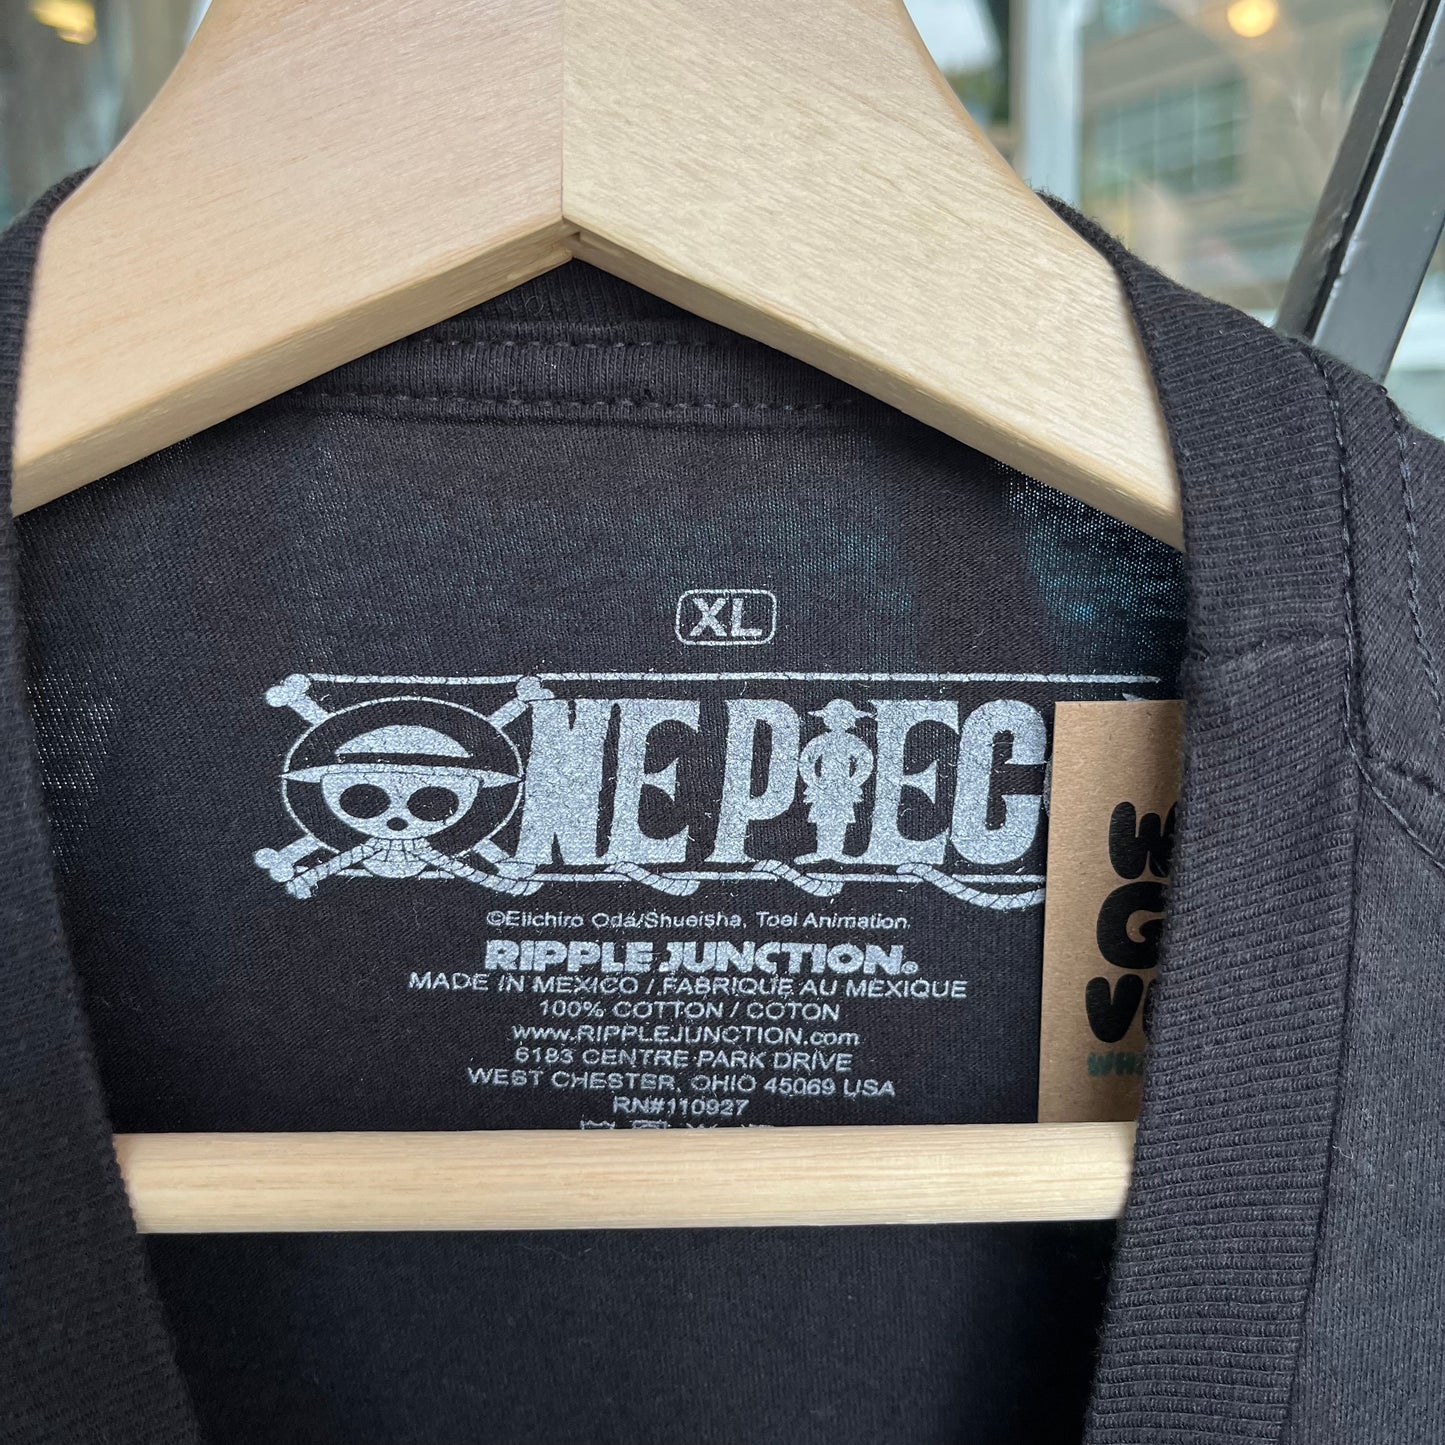 XL
ONE PIEC
©Eiichiro Oda/Shueisha, Toei Animation
RIPPLE JUNCTION®
MADE IN MEXICO / FABRIQUE AU MEXIQUE
100% COTTON / COTON
www.RIPPLEJUNCTION.com
6183 CENTRE PARK DRIVE
WEST CHESTER, OHIO 45069 USA
RN#110927